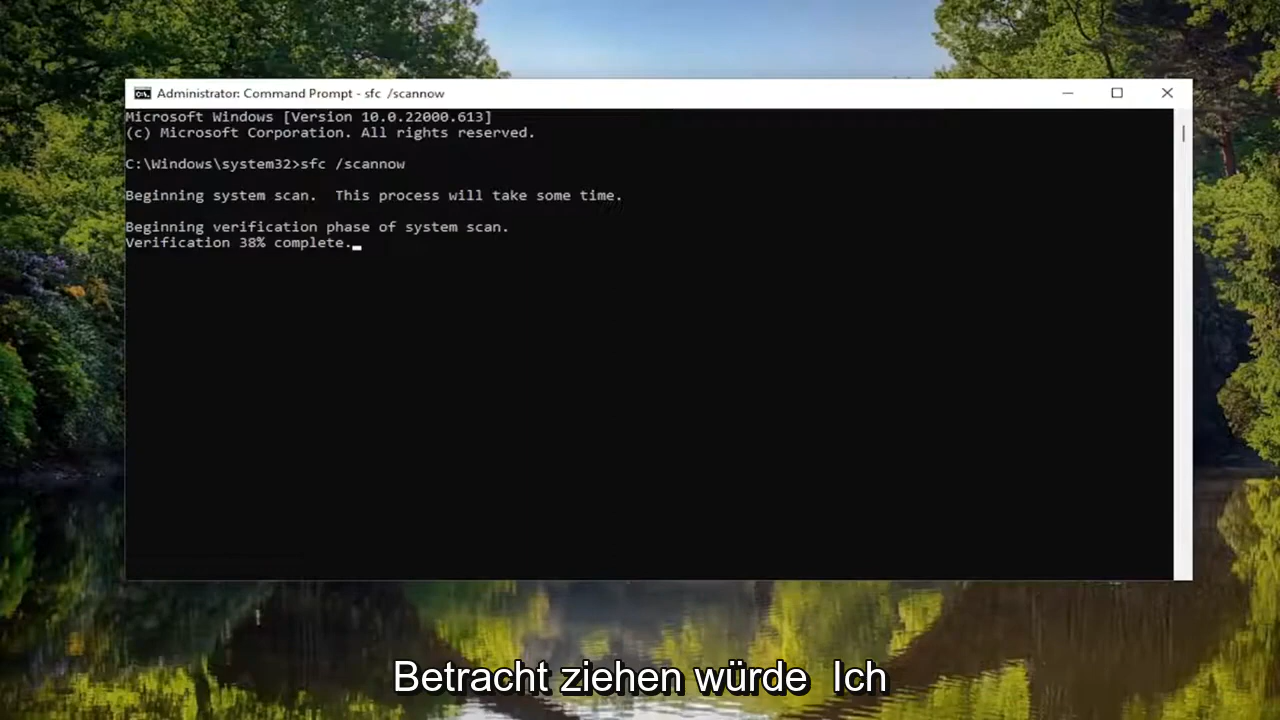 Administrator: Command Prompt - sfc /scannow
Microsoft Windows [Version 10.0.22000.613]
(c) Microsoft Corporation. All rights reserved.
C:\Windows\system32>sfc /scannow
Beginning system scan.  This process will take some time.
Beginning verification phase of system scan.
Verification 38% complete.
Betracht ziehen würde  Ich